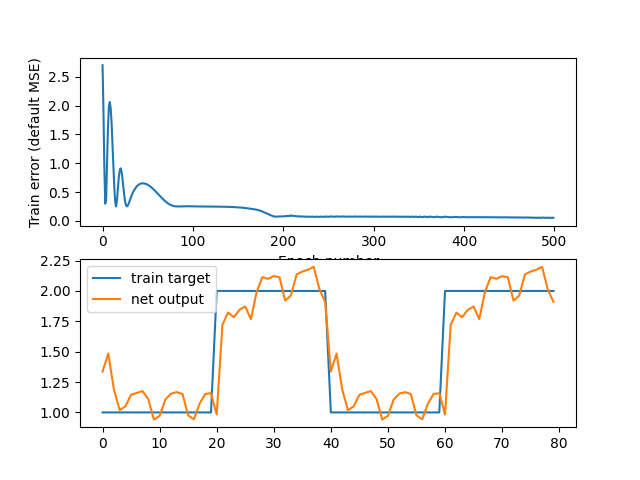 Train error (default MSE)
2.5
2.0
1.5
1.0
0.5
0.0
0 100 200 300 400 500
Epoch number
2.25
2.00
1.75
1.50
1.25
1.00
train target
net output
0 10 20 30 40 50 60 70 80